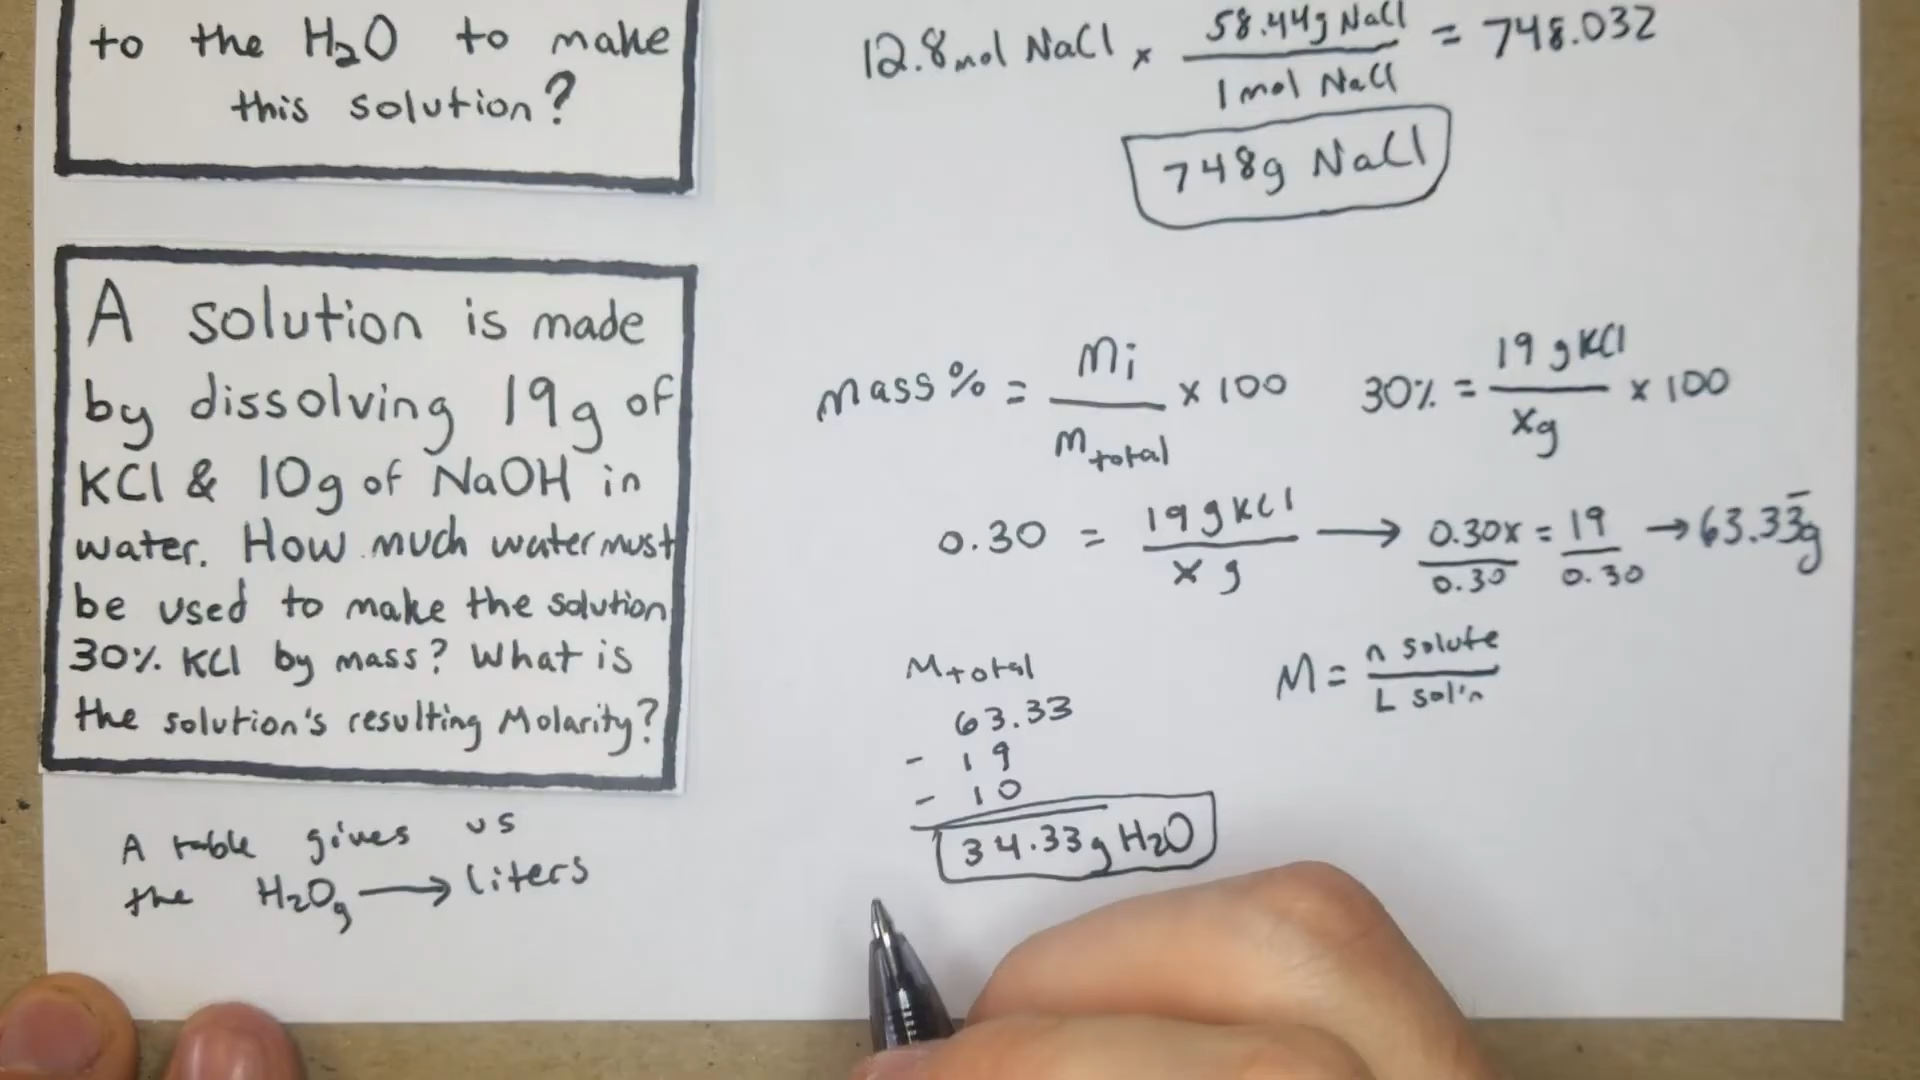 to the H₂O to make
this solution?
12.8mol NaCl x 58.44g NaCl / 1 mol NaCl = 748.032
748g NaCl
A solution is made
by dissolving 19g of
KCl & 10g of NaOH in
water. How much water must
be used to make the solution
30% KCl by mass? What is
the solution's resulting Molarity?
A table gives us
the H₂Og → liters
mass % = mi / m total x 100
30% = 19 g KCl / xg x 100
0.30 = 19 g KCl / x g → 0.30x / 0.30 = 19 / 0.30 → 63.33̅g
Mtotal
63.33
- 19
- 10
34.33g H₂O
M = n solute / L sol'n